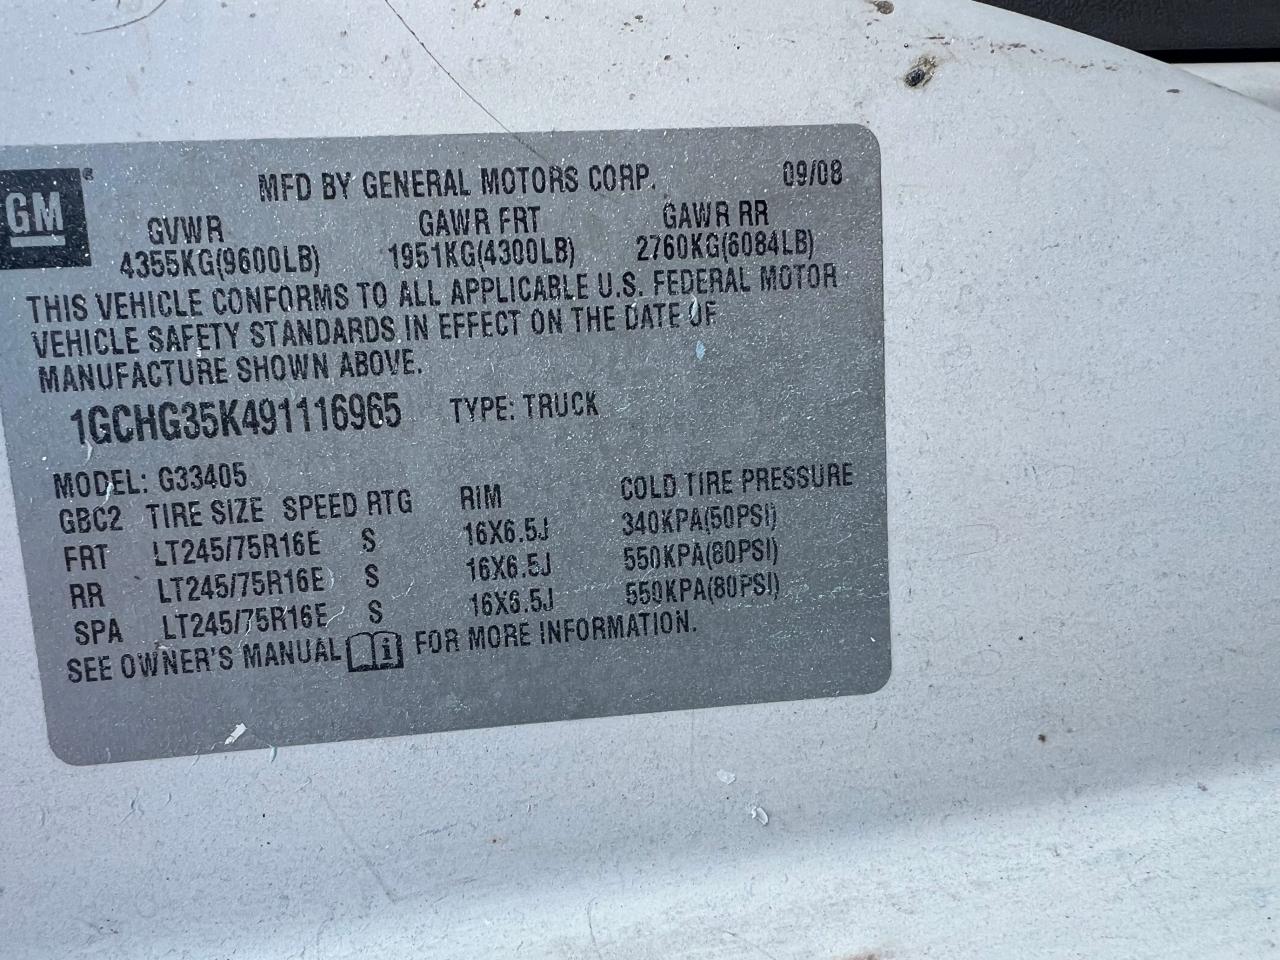 GM ®
MFD BY GENERAL MOTORS CORP. 09/08
GVWR GAWR FRT GAWR RR
4355KG(9600LB) 1951KG(4300LB) 2760KG(6084LB)
THIS VEHICLE CONFORMS TO ALL APPLICABLE U.S. FEDERAL MOTOR
VEHICLE SAFETY STANDARDS IN EFFECT ON THE DATE OF
MANUFACTURE SHOWN ABOVE.
1GCHG35K491116965 TYPE: TRUCK
MODEL: G33405
GBC2 TIRE SIZE SPEED RTG RIM COLD TIRE PRESSURE
FRT LT245/75R16E S 16X6.5J 340KPA(50PSI)
RR LT245/75R16E S 16X6.5J 550KPA(80PSI)
SPA LT245/75R16E S 16X6.5J 550KPA(80PSI)
SEE OWNER'S MANUAL i FOR MORE INFORMATION.